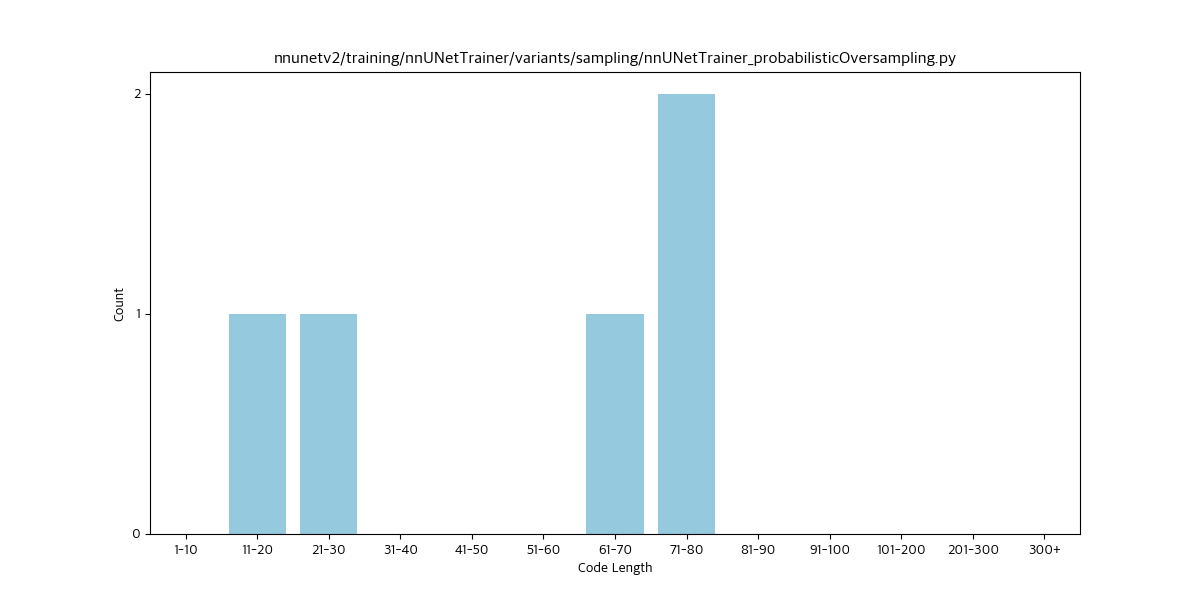 nnunetv2/training/nnUNetTrainer/variants/sampling/nnUNetTrainer_probabilisticOversampling.py
2
1
0
Count
1-10 11-20 21-30 31-40 41-50 51-60 61-70 71-80 81-90 91-100 101-200 201-300 300+
Code Length